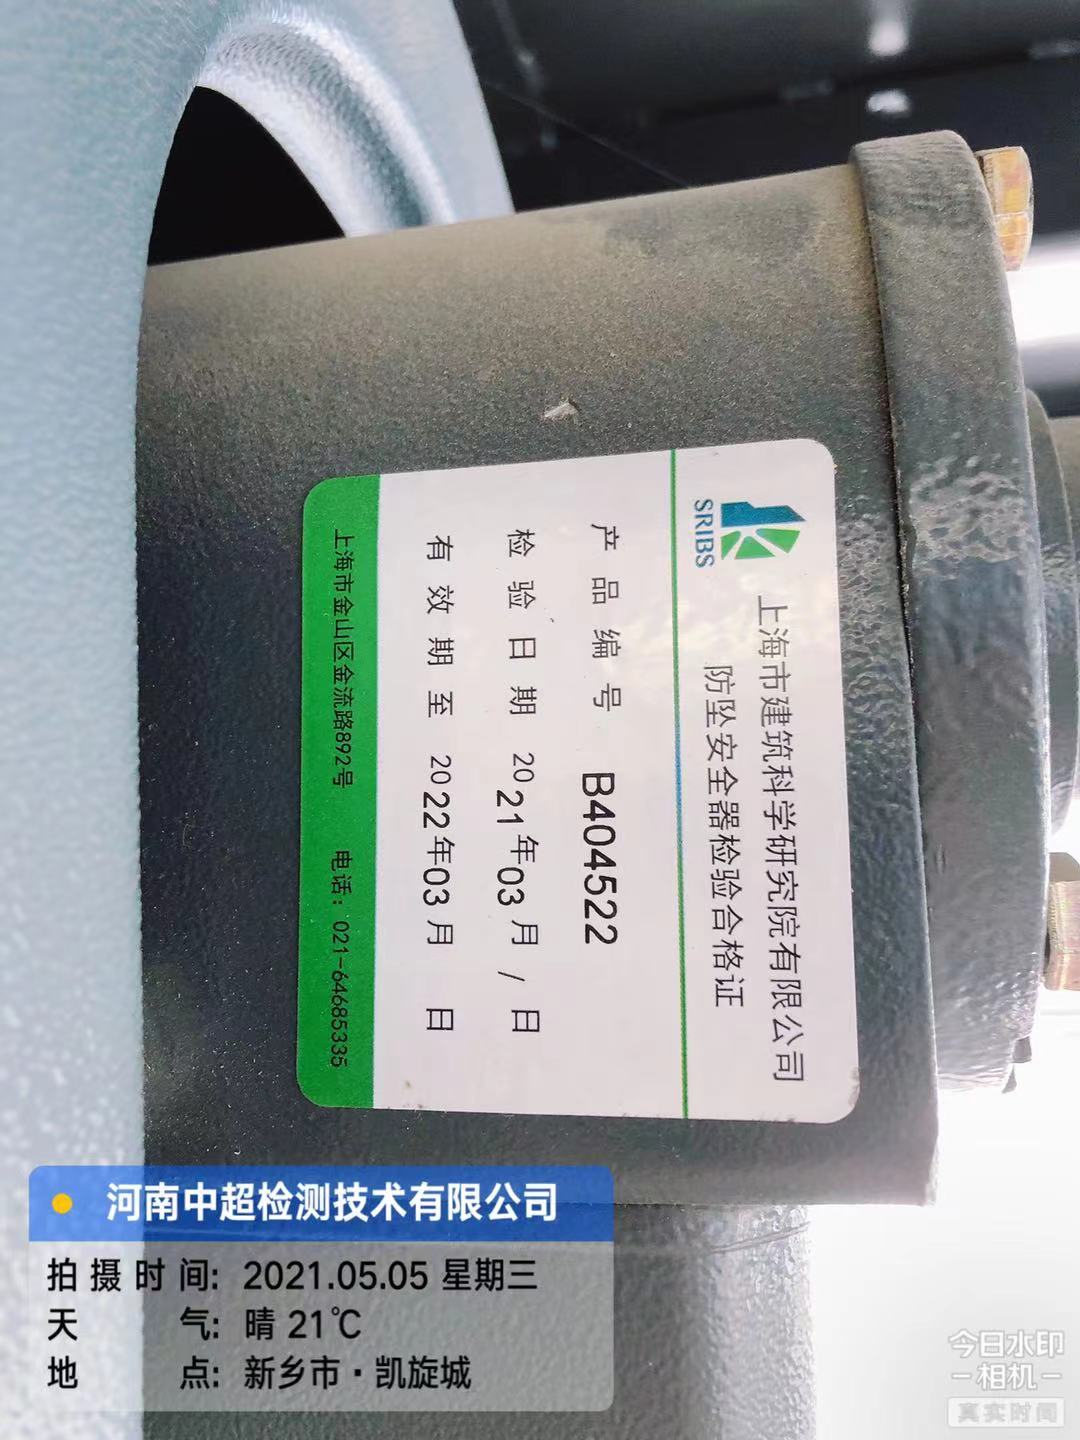 SRIBS
上海市建筑科学研究院有限公司
防坠安全器检验合格证
产品编号 B404522
检验日期 2021年03月/日
有效期至 2022年03月 日
上海市金山区金流路892号 电话：021-64685335
河南中超检测技术有限公司
拍摄时间: 2021.05.05 星期三
天气: 晴 21℃
地点: 新乡市·凯旋城
今日水印
相机
真实时间